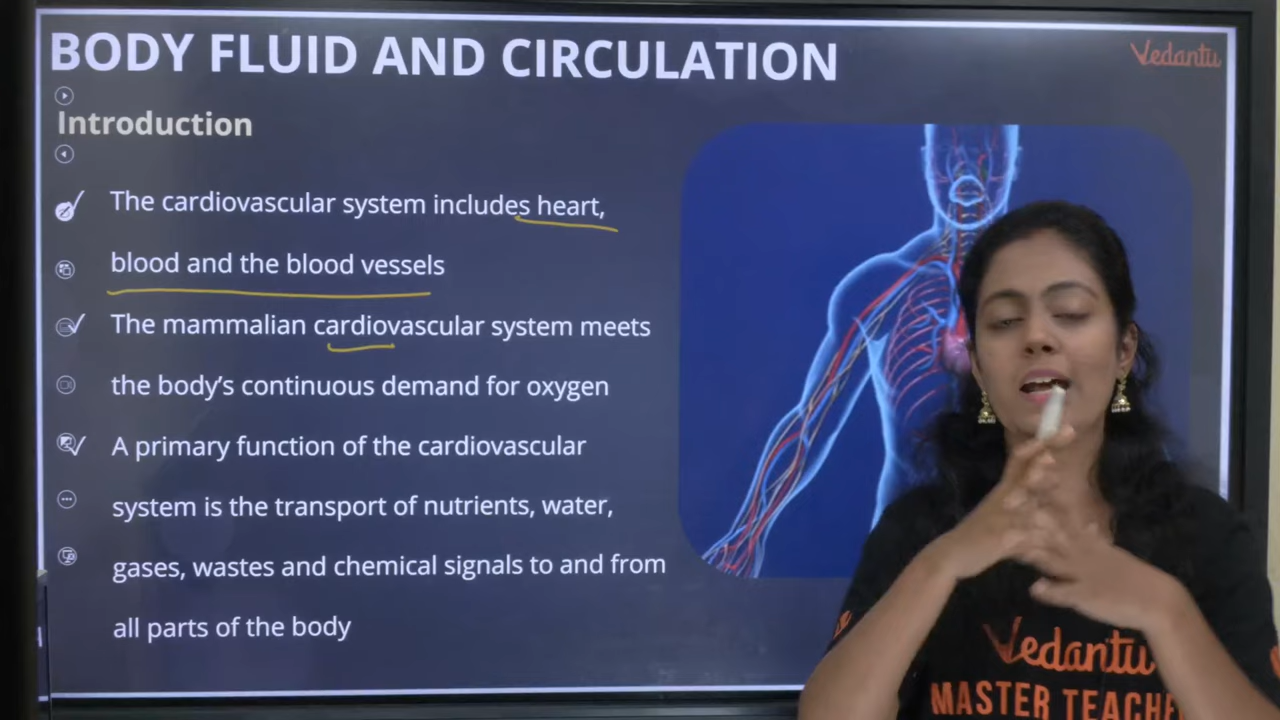 BODY FLUID AND CIRCULATION
Vedantu
Introduction
The cardiovascular system includes heart,
blood and the blood vessels
The mammalian cardiovascular system meets
the body's continuous demand for oxygen
A primary function of the cardiovascular
system is the transport of nutrients, water,
gases, wastes and chemical signals to and from
all parts of the body
Vedantu
MASTER TEACHE